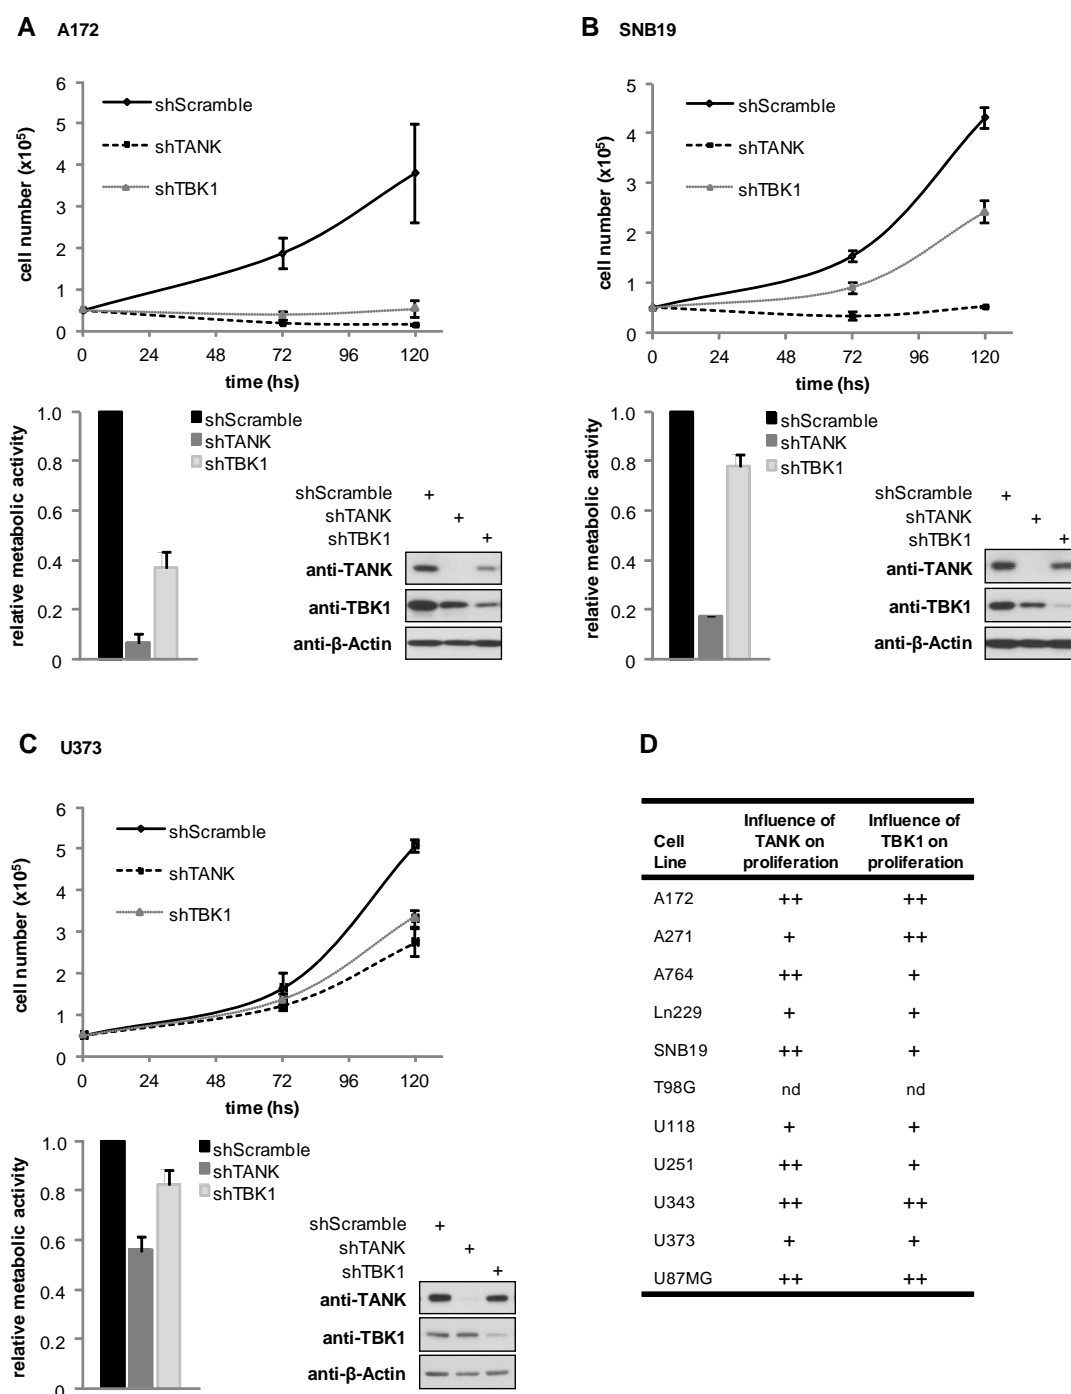 A A172
6
5
4
3
2
1
0
cell number (x10⁵)
shScramble
shTANK
shTBK1
0 24 48 72 96 120
time (hs)
1.0
0.8
0.6
0.4
0.2
0
relative metabolic activity
shScramble
shTANK
shTBK1
shScramble +
shTANK +
shTBK1 +
anti-TANK
anti-TBK1
anti-β-Actin
B SNB19
5
4
3
2
1
0
cell number (x10⁵)
shScramble
shTANK
shTBK1
0 24 48 72 96 120
time (hs)
1.0
0.8
0.6
0.4
0.2
0
relative metabolic activity
shScramble
shTANK
shTBK1
shScramble +
shTANK +
shTBK1 +
anti-TANK
anti-TBK1
anti-β-Actin
C U373
6
5
4
3
2
1
0
cell number (x10⁵)
shScramble
shTANK
shTBK1
0 24 48 72 96 120
time (hs)
1.0
0.8
0.6
0.4
0.2
0
relative metabolic activity
shScramble
shTANK
shTBK1
shScramble +
shTANK +
shTBK1 +
anti-TANK
anti-TBK1
anti-β-Actin
D
Cell Line
Influence of TANK on proliferation
Influence of TBK1 on proliferation
A172 ++ ++
A271 + ++
A764 ++ +
Ln229 + +
SNB19 ++ +
T98G nd nd
U118 + +
U251 ++ +
U343 ++ ++
U373 + +
U87MG ++ ++